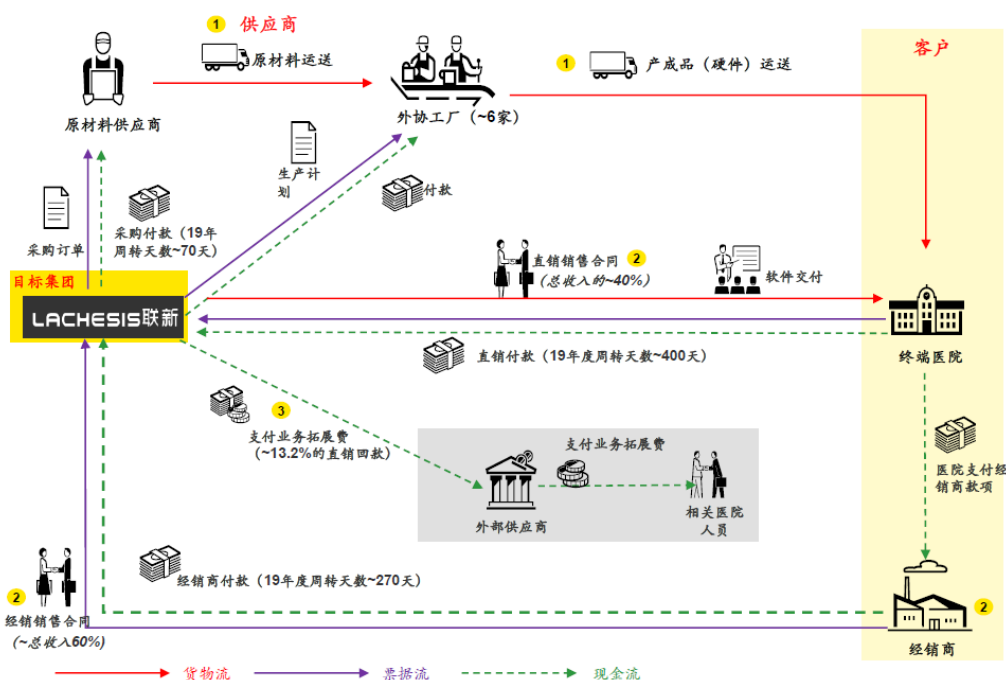 1 供应商
原材料运送
1 产成品（硬件）运送
客户
原材料供应商
外协工厂（~6家）
生产计
划
付款
采购订单
采购付款（19年
周转天数~70天）
目标集团
LACHESIS联新
直销销售合同 2
(总收入的~40%)
软件交付
终端医院
直销付款（19年度周转天数~400天）
3
支付业务拓展费
（~13.2%的直销回款）
支付业务拓展费
外部供应商
相关医院
人员
医院支付经
销商款项
经销商付款（19年度周转天数~270天）
2
经销销售合同
(~总收入60%)
2
经销商
货物流
票据流
现金流